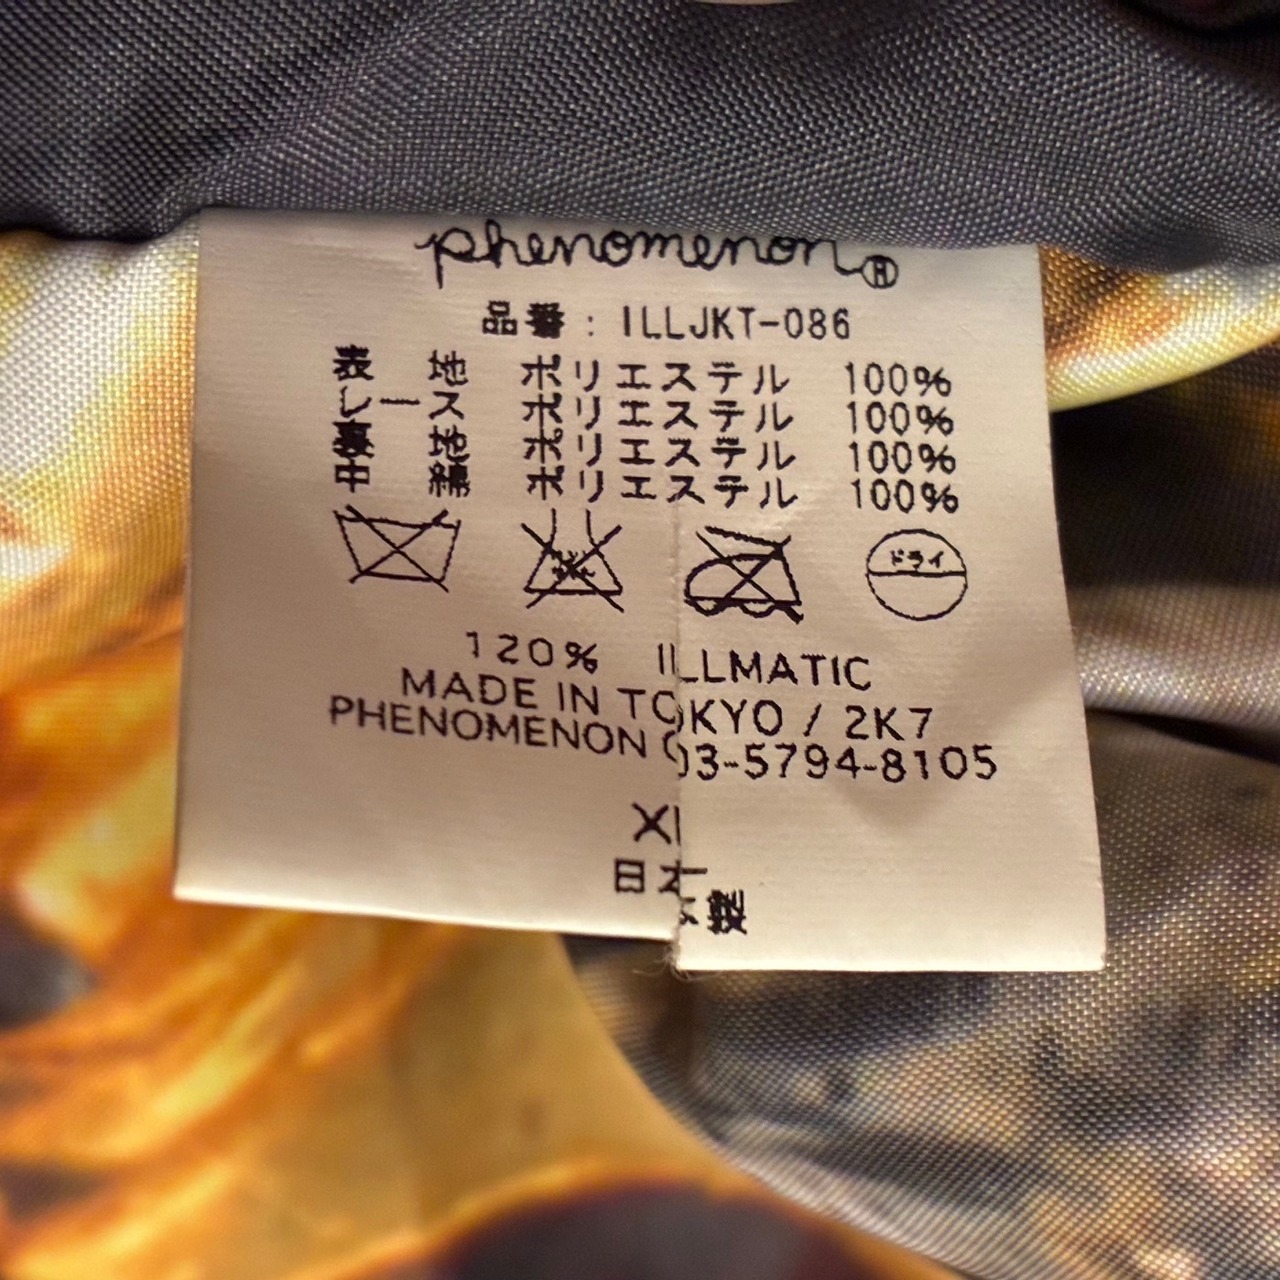 phenomenon®
品番：ILLJKT-086
表 地 ポリエステル 100%
レース ポリエステル 100%
裏 地 ポリエステル 100%
中 綿 ポリエステル 100%
ドライ
120% ILLMATIC
MADE IN TOKYO / 2K7
PHENOMENON 03-5794-8105
日本製